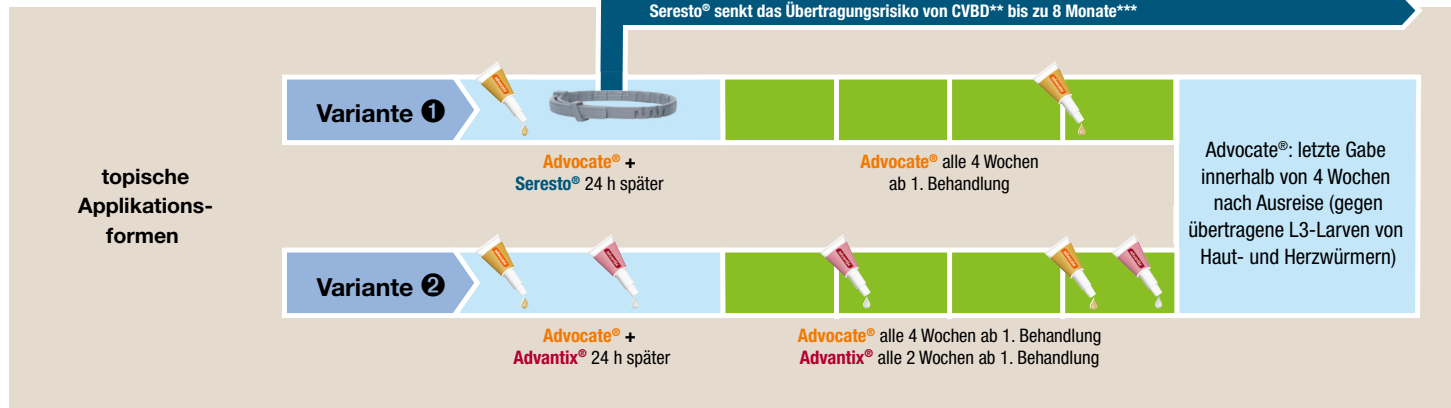 Seresto® senkt das Übertragungsrisiko von CVBD** bis zu 8 Monate***
topische
Applikations-
formen
Variante ❶
Advocate® +
Seresto® 24 h später
Advocate® alle 4 Wochen
ab 1. Behandlung
Variante ❷
Advocate® +
Advantix® 24 h später
Advocate® alle 4 Wochen ab 1. Behandlung
Advantix® alle 2 Wochen ab 1. Behandlung
Advocate®: letzte Gabe
innerhalb von 4 Wochen
nach Ausreise (gegen
übertragene L3-Larven von
Haut- und Herzwürmern)